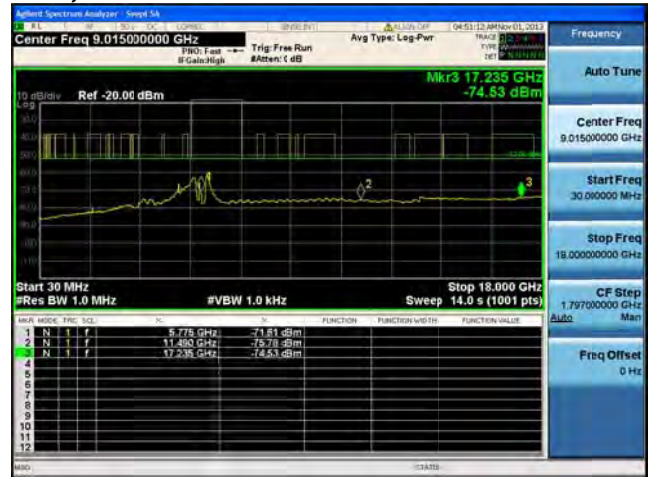 Agilent Spectrum Analyzer - Swept SA
04:51:12 AM Nov 01, 2013
Center Freq 9.015000000 GHz
Avg Type: Log-Pwr
TRACE
TYPE
DET
PNO: Fast
Trig: Free Run
IFGain:High
Frequency
Auto Tune
Mkr3 17.235 GHz
-74.53 dBm
10 dB/div Ref -20.00 dBm
Log
Center Freq
9.015000000 GHz
Start Freq
30.000000 MHz
Stop Freq
18.000000000 GHz
CF Step
1.797000000 GHz
Auto Man
Freq Offset
0 Hz
2
3
Start 30 MHz
Stop 18.000 GHz
#Res BW 1.0 MHz
#VBW 1.0 kHz
Sweep 14.0 s (1001 pts)
MKR MODE TRC SCL X Y FUNCTION FUNCTION WIDTH FUNCTION VALUE
1 N 1 f 5.775 GHz
2 N 1 f 11.490 GHz -75.78 dBm
3 N 1 f 17.235 GHz -74.53 dBm
4
5
6
7
8
9
10
11
12
MSG
STATUS